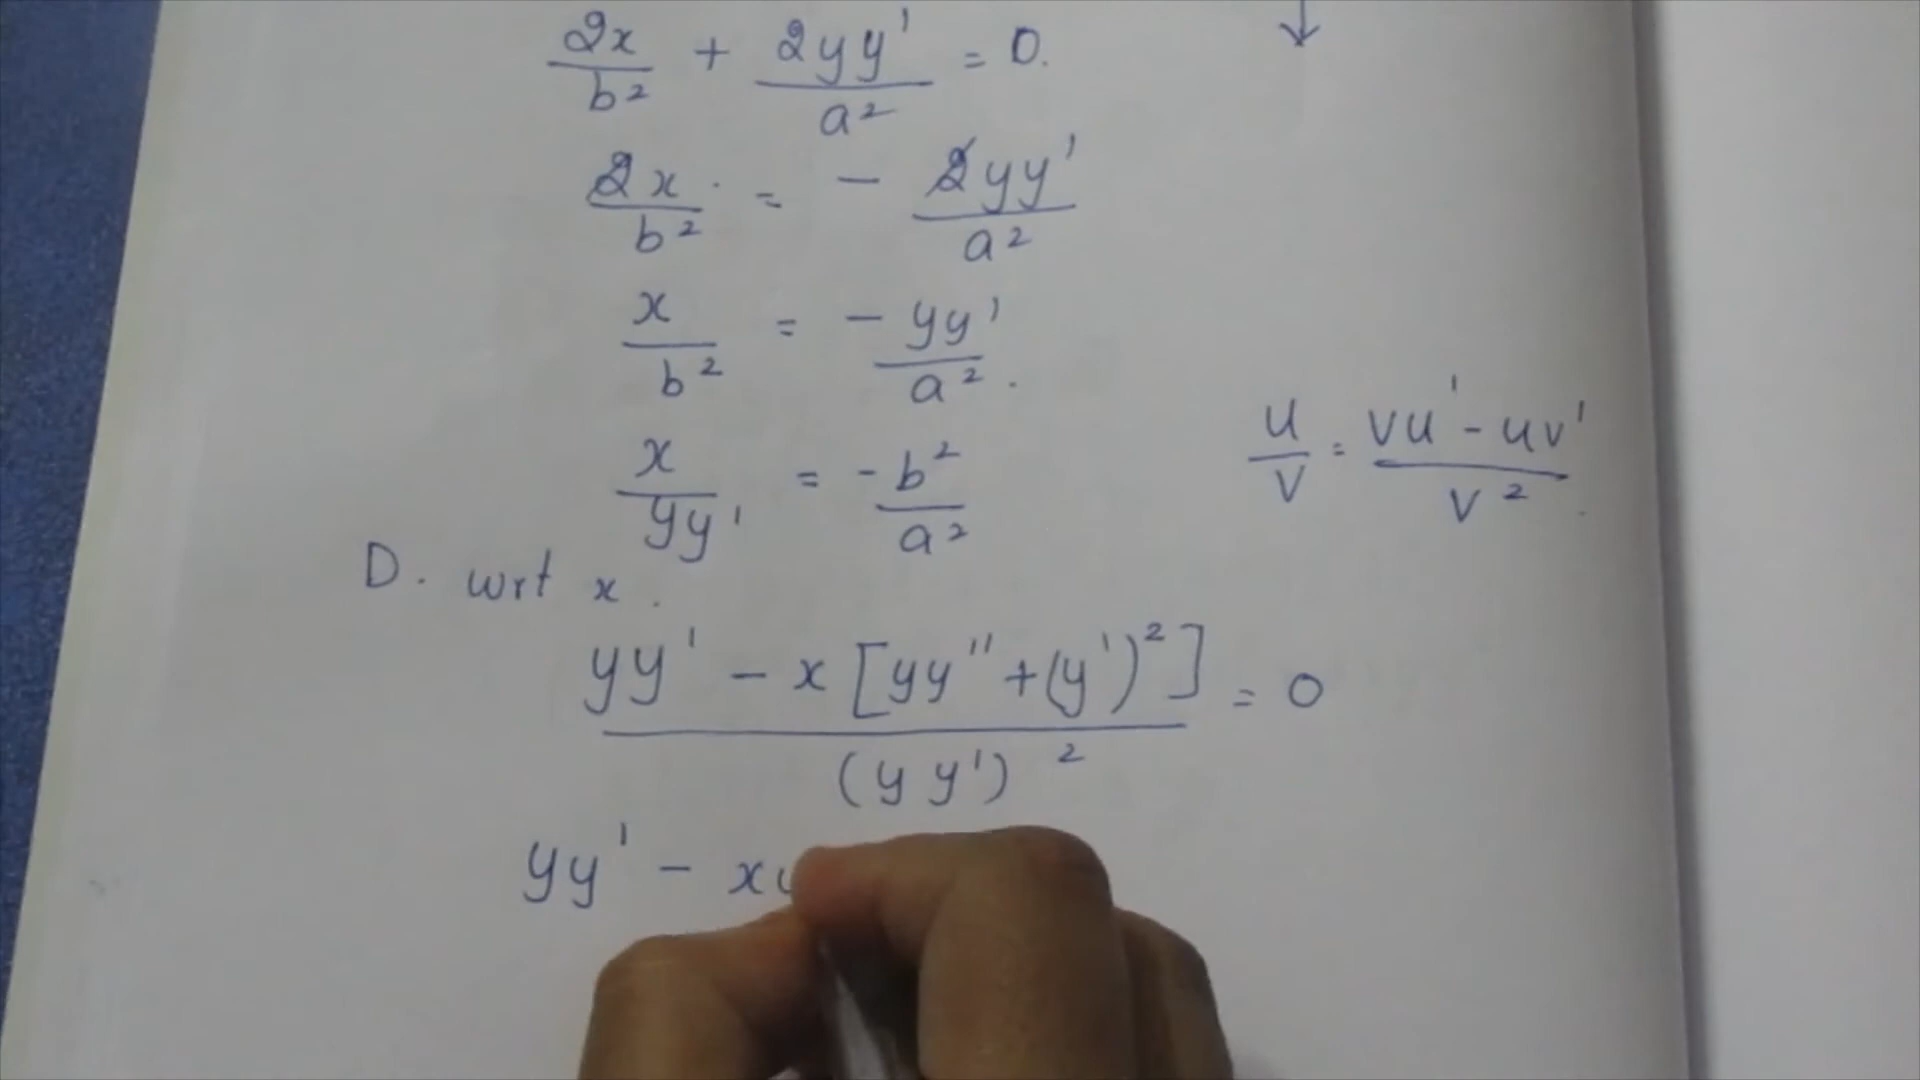 2x/b² + 2yy'/a² = 0.
2x/b² = - 2yy'/a²
x/b² = - yy'/a².
x/yy' = -b²/a²
u/v = vu' - uv'/v²
D. wrt x.
yy' - x[yy'' + (y')²]/(yy')² = 0
yy' - x